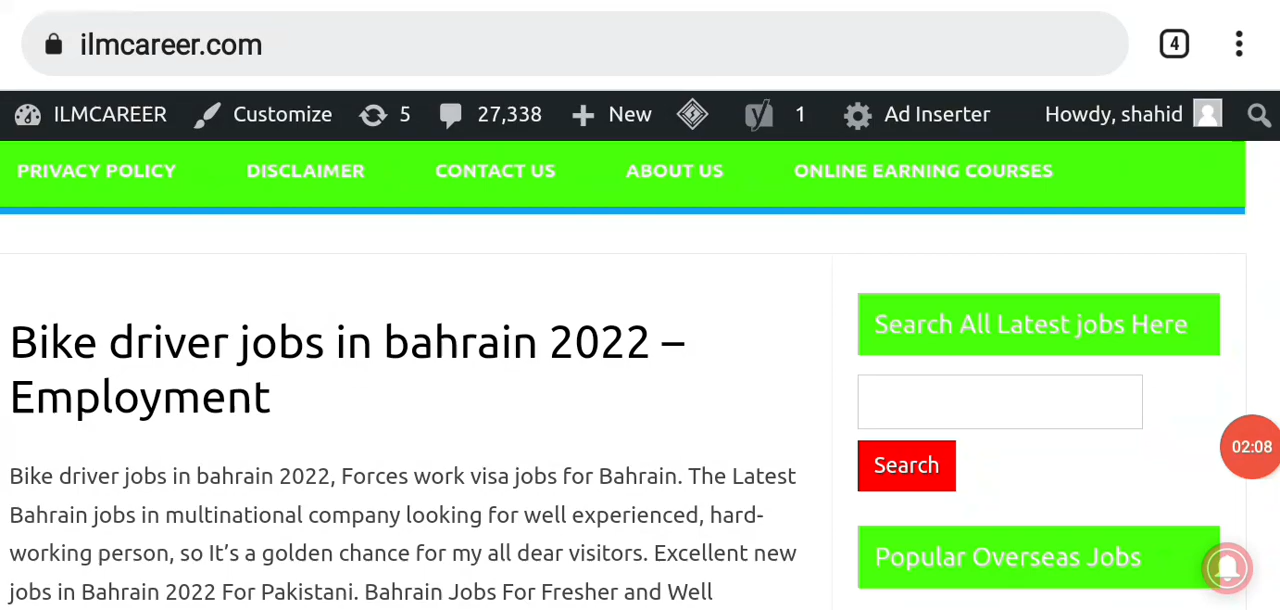 ilmcareer.com
4
ILMCAREER Customize 5 27,338 New 1 Ad Inserter Howdy, shahid
PRIVACY POLICY DISCLAIMER CONTACT US ABOUT US ONLINE EARNING COURSES
Bike driver jobs in bahrain 2022 –
Employment
Bike driver jobs in bahrain 2022, Forces work visa jobs for Bahrain. The Latest
Bahrain jobs in multinational company looking for well experienced, hard-
working person, so It’s a golden chance for my all dear visitors. Excellent new
jobs in Bahrain 2022 For Pakistani. Bahrain Jobs For Fresher and Well
Search All Latest jobs Here
Search
02:08
Popular Overseas Jobs